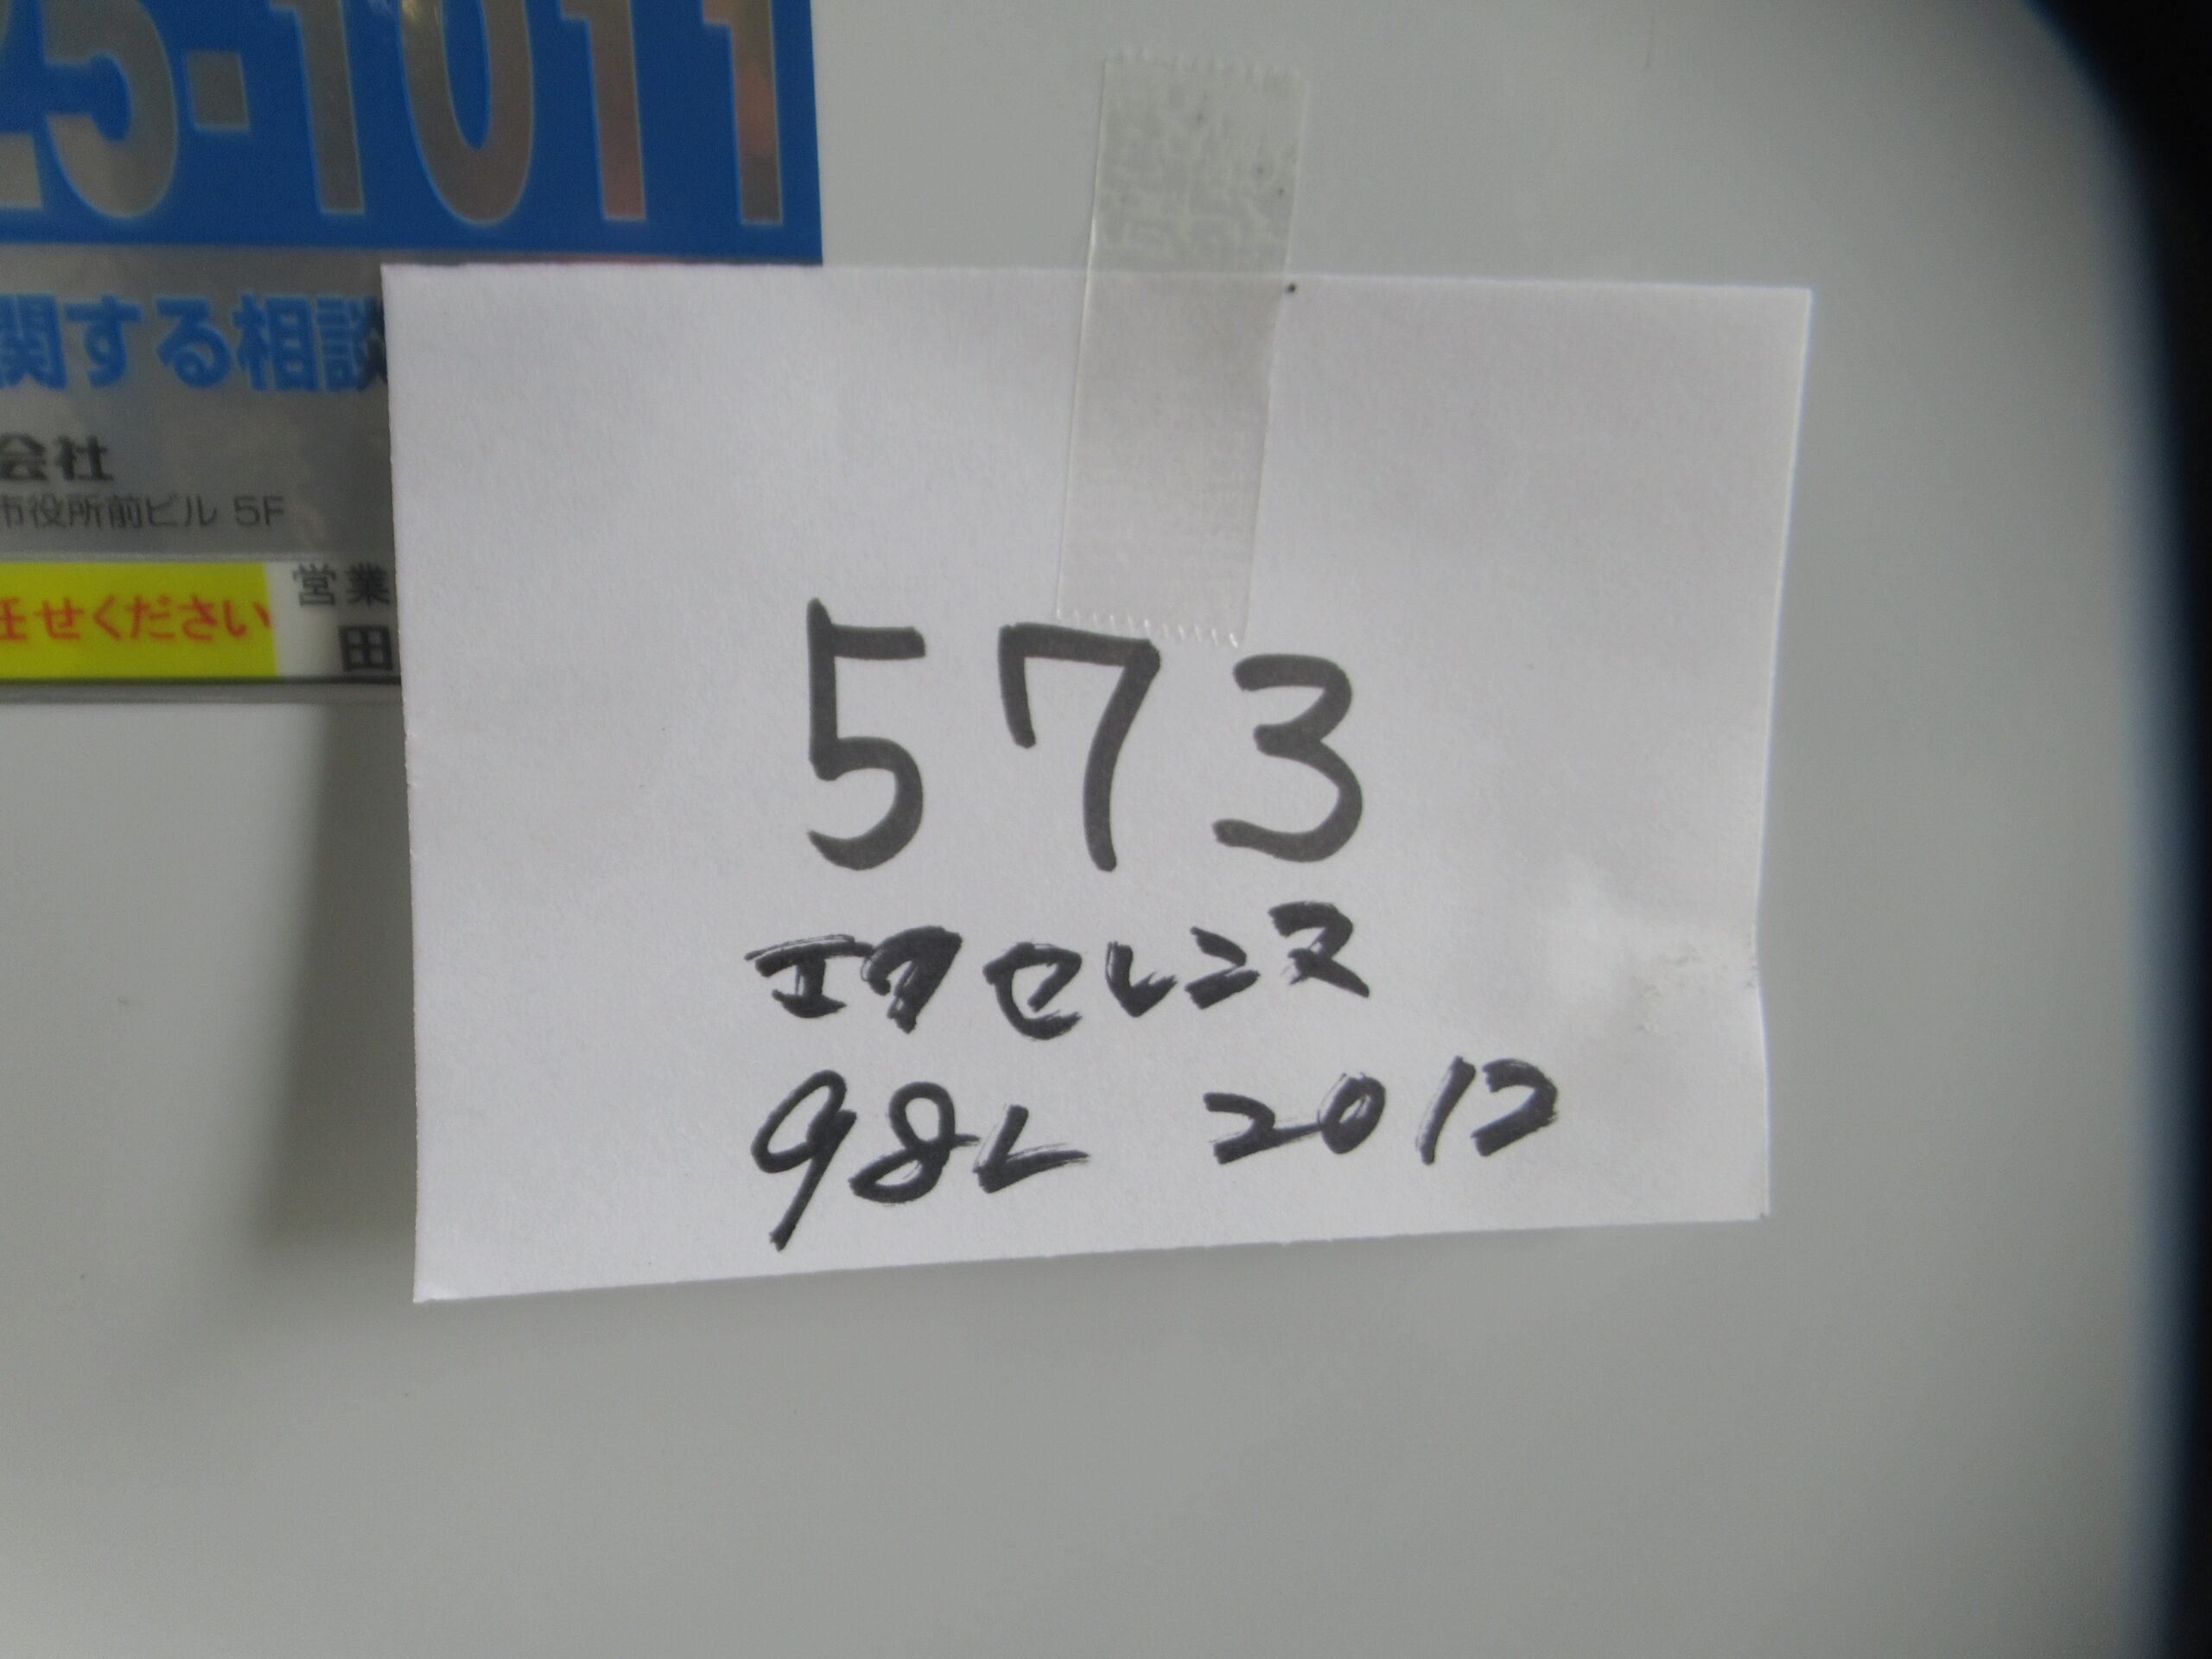 25-1011
関する相談
会社
市役所前ビル 5F
任せください
営業
田
573
エクセレンス
98L 2012